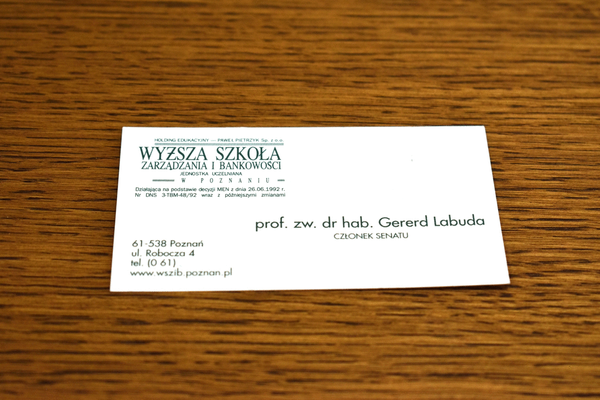 HOLDING EDUKACYJNY — PAWEŁ PIETRZYK Sp. z o.o.
WYŻSZA SZKOŁA
ZARZĄDZANIA I BANKOWOŚCI
JEDNOSTKA UCZELNIANA
W POZNANIU
Działająca na podstawie decyzji MEN z dnia 26.06.1992 r.
Nr DNS 3-TBM-48/92 wraz z późniejszymi zmianami
prof. zw. dr hab. Gererd Labuda
CZŁONEK SENATU
61-538 Poznań
ul. Robocza 4
tel. (0 61)
www.wszib.poznan.pl